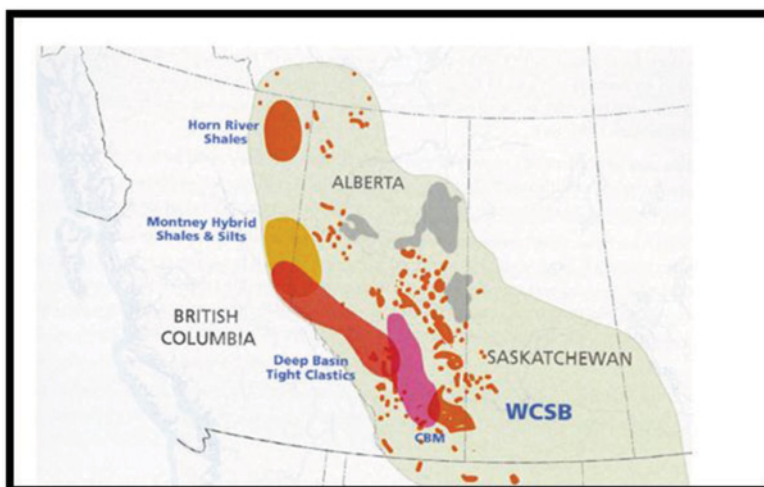 Horn River
Shales
ALBERTA
Montney Hybrid
Shales & Silts
BRITISH
COLUMBIA
Deep Basin
Tight Clastics
SASKATCHEWAN
WCSB
CBM